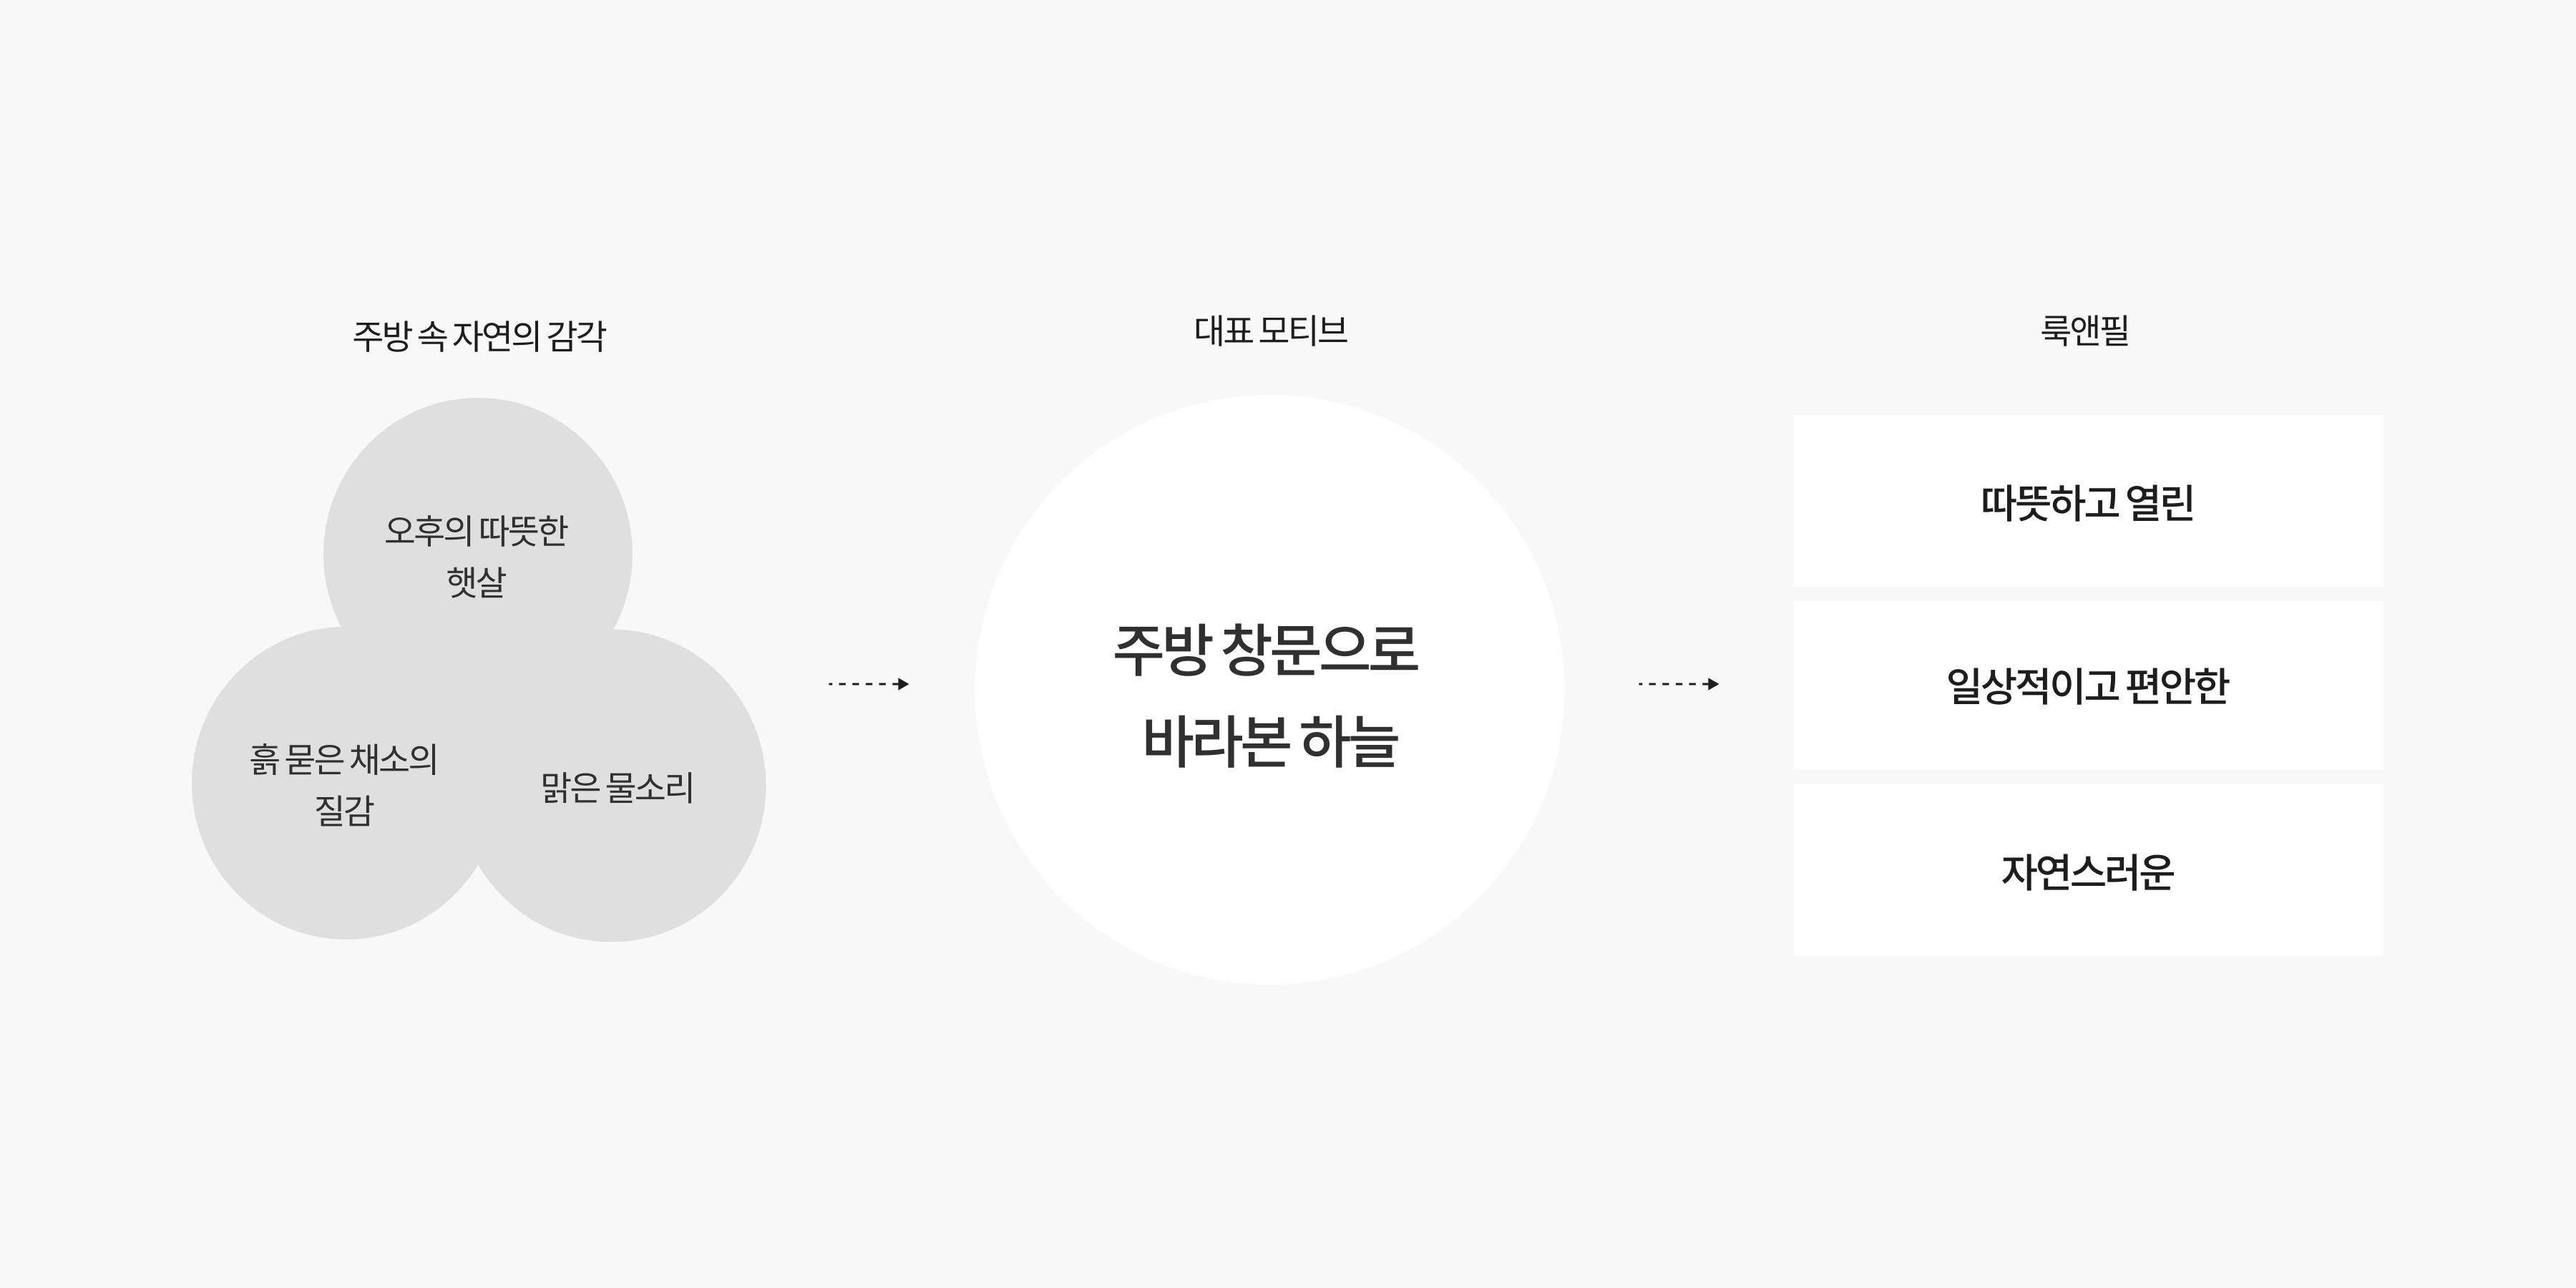 주방 속 자연의 감각
오후의 따뜻한
햇살
흙 묻은 채소의
질감
맑은 물소리
대표 모티브
주방 창문으로
바라본 하늘
룩앤필
따뜻하고 열린
일상적이고 편안한
자연스러운